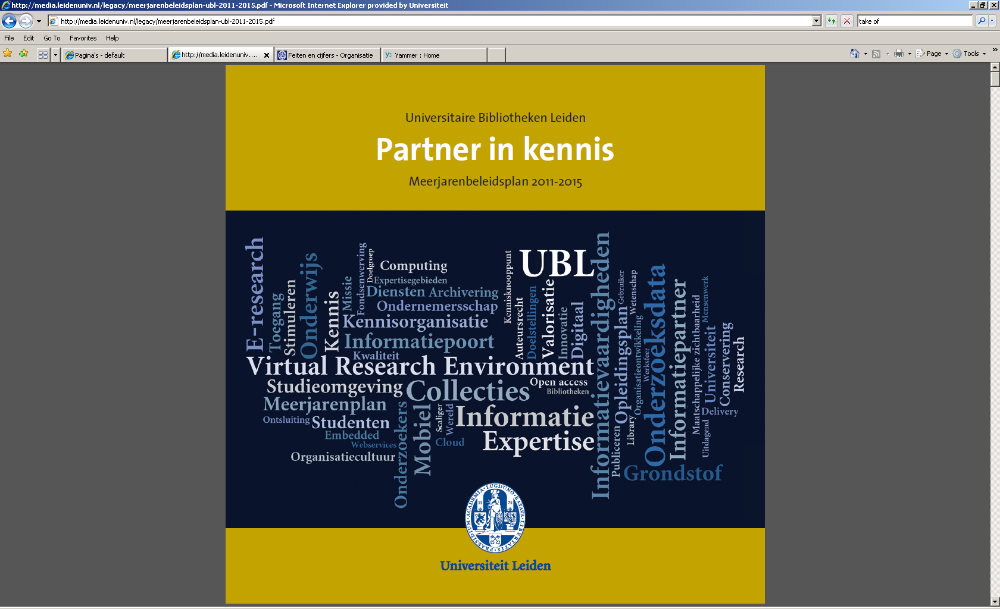 http://media.leidenuniv.nl/legacy/meerjarenbeleidsplan-ubl-2011-2015.pdf - Microsoft Internet Explorer provided by Universiteit
http://media.leidenuniv.nl/legacy/meerjarenbeleidsplan-ubl-2011-2015.pdf
take of
File Edit Go To Favorites Help
Pagina's - default
http://media.leidenuniv....
Feiten en cijfers - Organisatie
Yammer : Home
Page
Tools
Universitaire Bibliotheken Leiden
Partner in kennis
Meerjarenbeleidsplan 2011-2015
E-research
Toegang
Stimuleren
Onderwijs
Kennis
Missie
Fondsenwerving
Doelgroep
Computing
Expertisegebieden
Diensten
Archivering
Ondernemersschap
Kennisorganisatie
Informatiepoort
Kwaliteit
Kennisknooppunt
Auteursrecht
Doelstellingen
Valorisatie
Innovatie
Digitaal
UBL
Virtual Research Environment
Studieomgeving
Collecties
Open access
Bibliotheken
Meerjarenplan
Ontsluiting
Studenten
Embedded
Webservices
Organisatiecultuur
Onderzoekers
Mobiel
Scaliger
Wereld
Cloud
Informatie
Expertise
Informatievaardigheden
Gebruiker
Opleidingsplan
Publiceren
Wetenschap
Organisatieontwikkeling
Library
Werksfeer
Onderzoeksdata
Informatiepartner
Maatschappelijke zichtbaarheid
Mensenwerk
Universiteit
Conservering
Research
Delivery
Uitdagend
Grondstof
ACADEMIA · LUGDUNO · BATAVA · LIBERTATIS · PRAESIDIUM
15 75
Universiteit Leiden